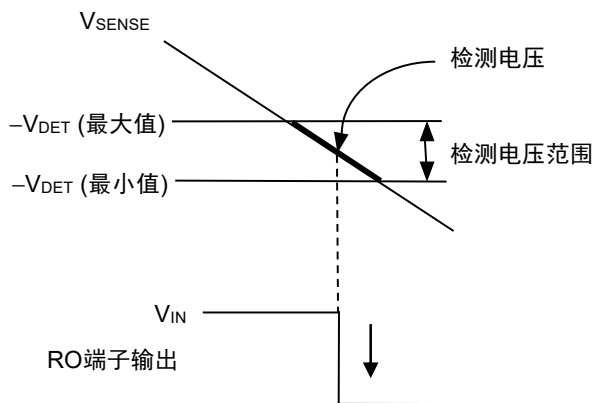 VSENSE
检测电压
–VDET (最大值)
检测电压范围
–VDET (最小值)
VIN
RO端子输出